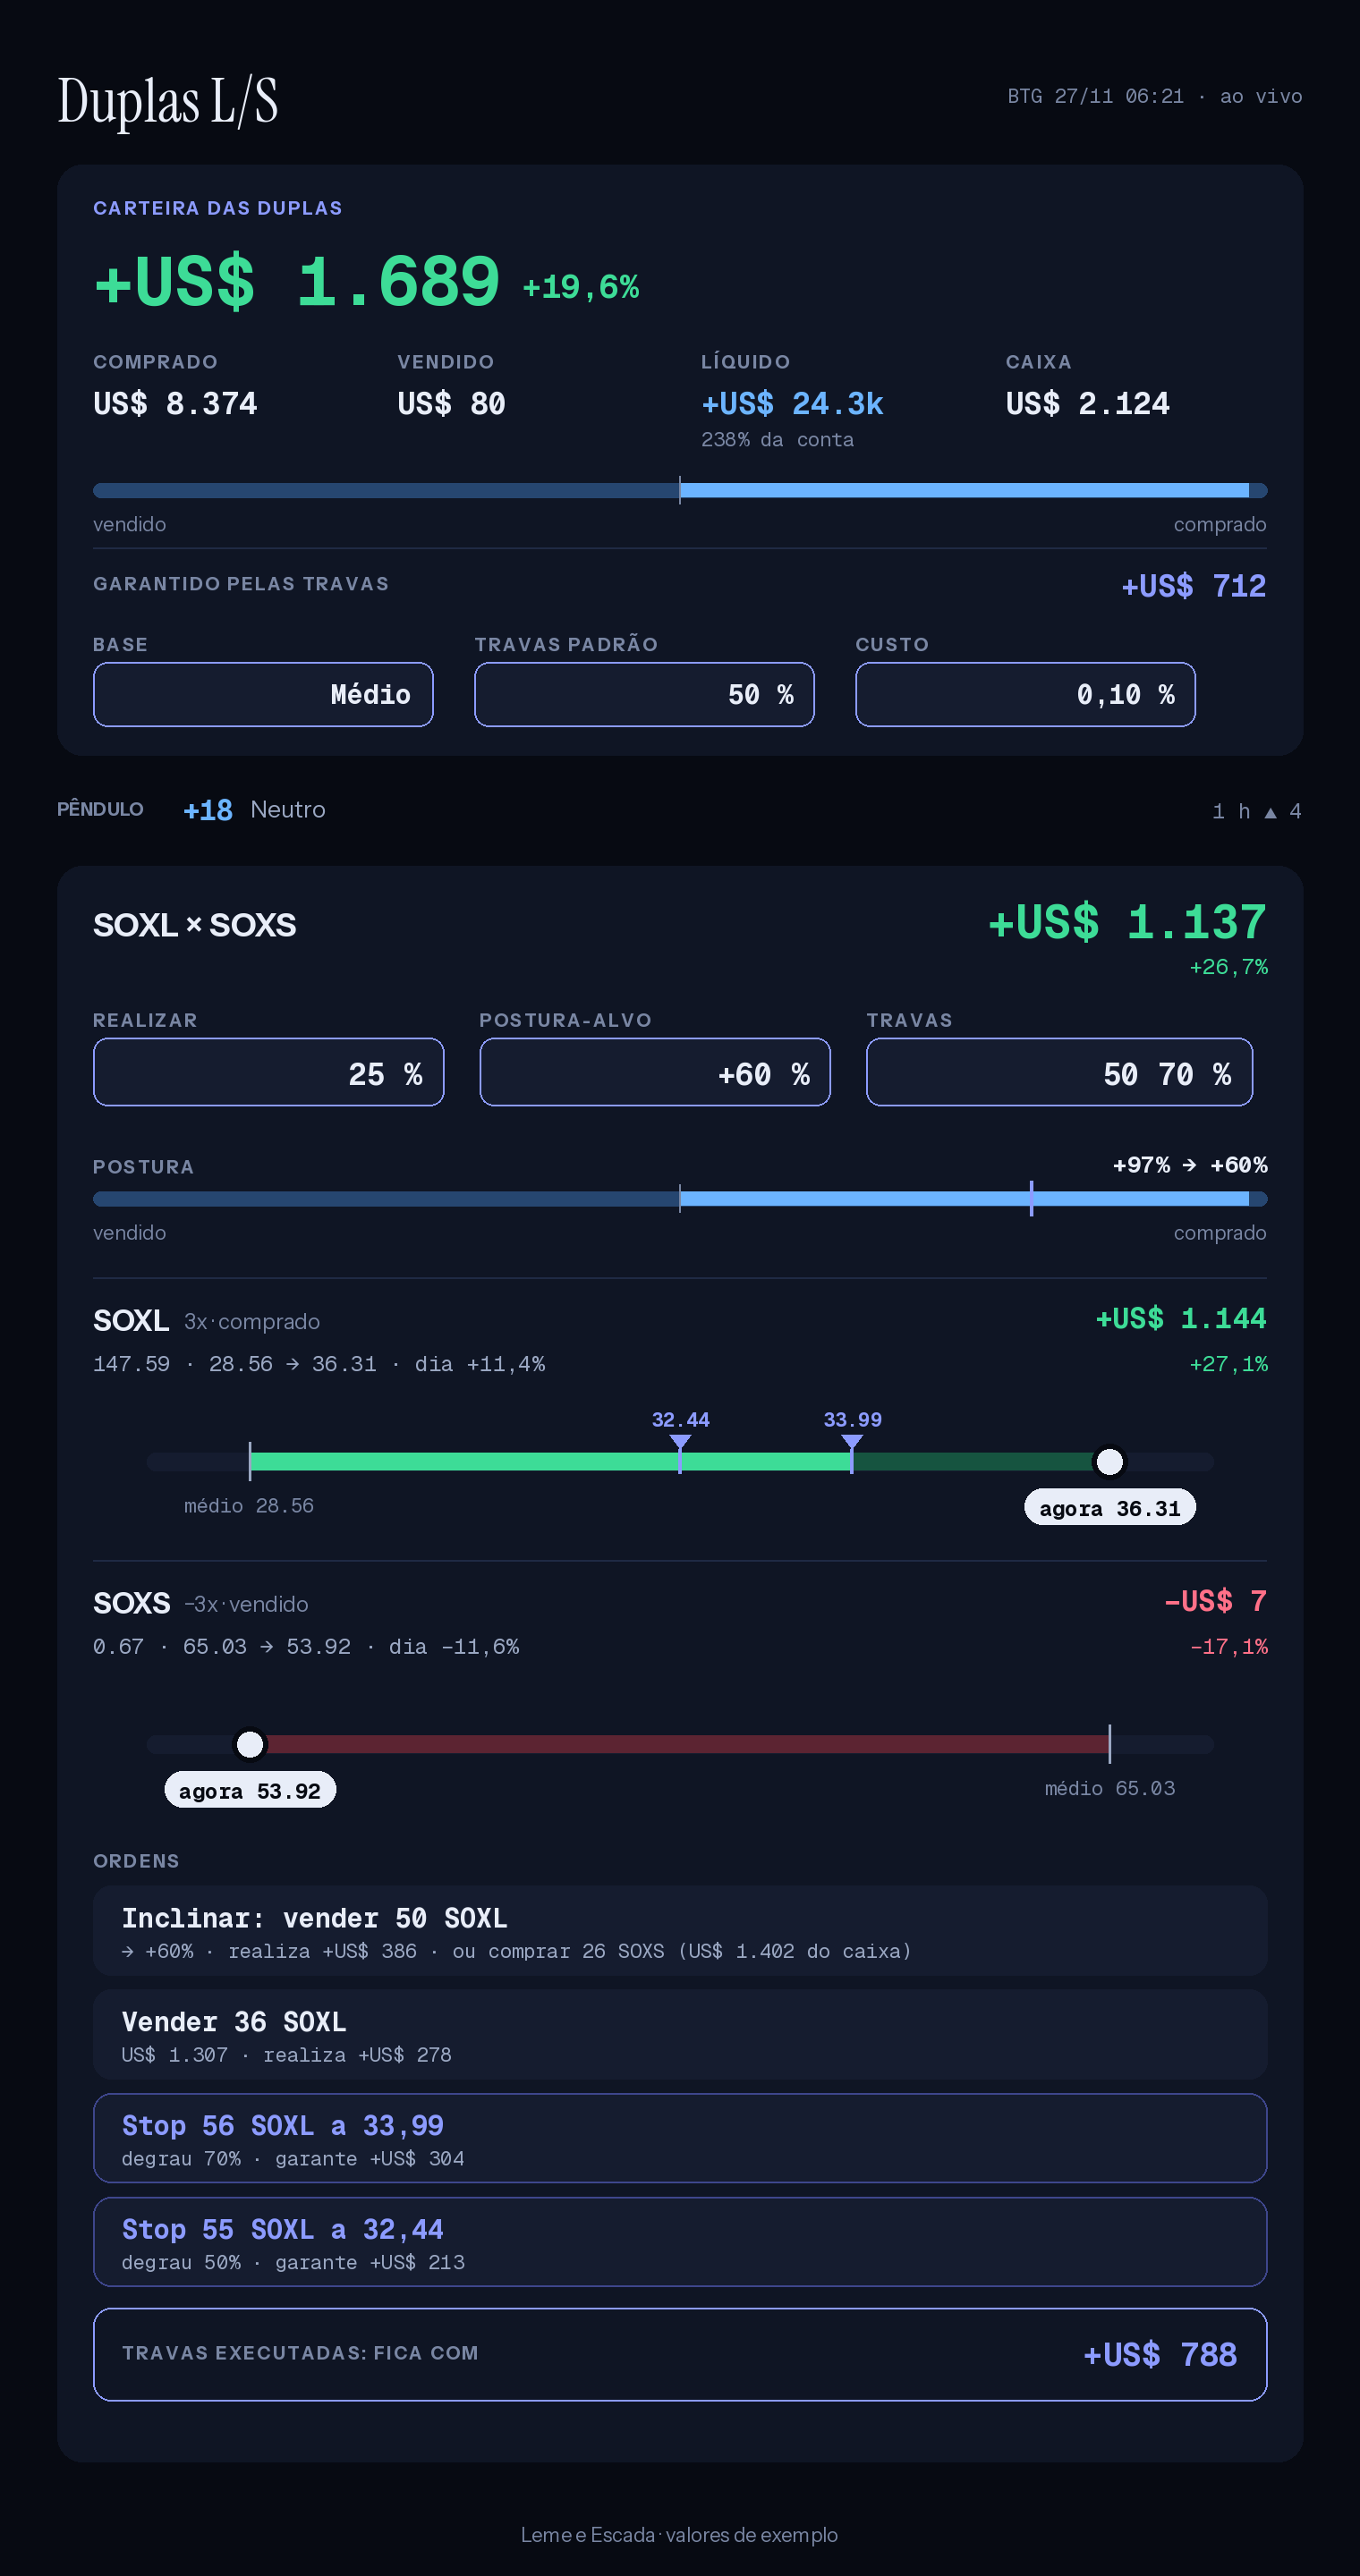 Duplas L/S
BTG 27/11 06:21 · ao vivo
CARTEIRA DAS DUPLAS
+US$ 1.689 +19,6%
COMPRADO VENDIDO LÍQUIDO CAIXA
US$ 8.374 US$ 80 +US$ 24.3k US$ 2.124
238% da conta
vendido comprado
GARANTIDO PELAS TRAVAS +US$ 712
BASE TRAVAS PADRÃO CUSTO
Médio 50 % 0,10 %
PÊNDULO +18 Neutro 1 h ▲ 4
SOXL × SOXS +US$ 1.137
+26,7%
REALIZAR POSTURA-ALVO TRAVAS
25 % +60 % 50 70 %
POSTURA +97% → +60%
vendido comprado
SOXL 3x · comprado +US$ 1.144
147.59 · 28.56 → 36.31 · dia +11,4% +27,1%
32.44 33.99
médio 28.56 agora 36.31
SOXS −3x · vendido −US$ 7
0.67 · 65.03 → 53.92 · dia −11,6% −17,1%
agora 53.92 médio 65.03
ORDENS
Inclinar: vender 50 SOXL
→ +60% · realiza +US$ 386 · ou comprar 26 SOXS (US$ 1.402 do caixa)
Vender 36 SOXL
US$ 1.307 · realiza +US$ 278
Stop 56 SOXL a 33,99
degrau 70% · garante +US$ 304
Stop 55 SOXL a 32,44
degrau 50% · garante +US$ 213
TRAVAS EXECUTADAS: FICA COM +US$ 788
Leme e Escada · valores de exemplo